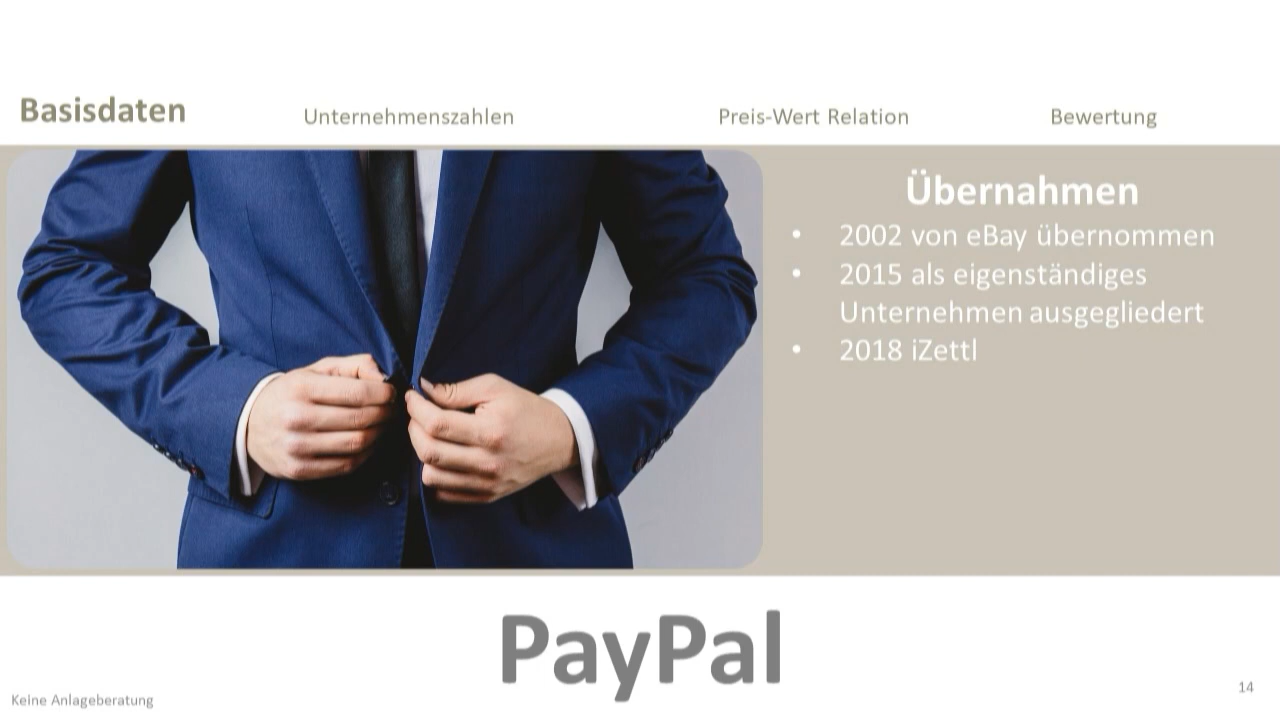 Basisdaten
Unternehmenszahlen
Preis-Wert Relation
Bewertung
Übernahmen
• 2002 von eBay übernommen
• 2015 als eigenständiges
Unternehmen ausgegliedert
• 2018 iZettl
PayPal
Keine Anlageberatung
14